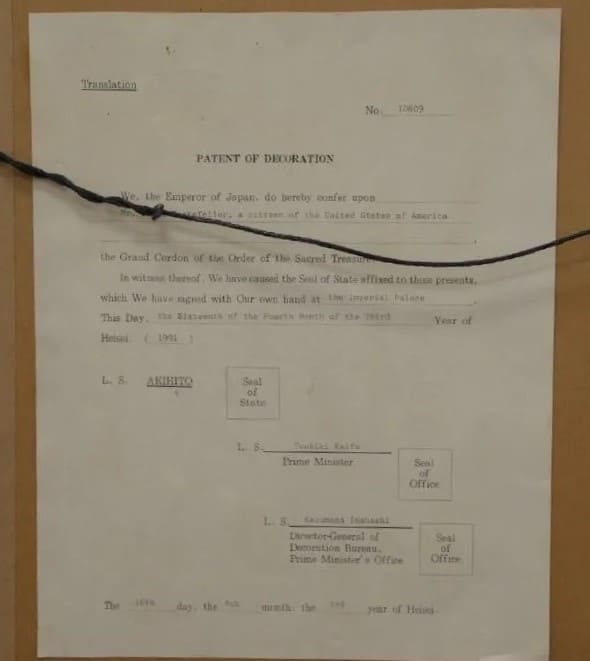 Translation
No. 10609
PATENT OF DECORATION
We, the Emperor of Japan, do hereby confer upon
a citizen of the United States of America
the Grand Cordon of the Order of the Sacred Treasure.
In witness thereof, We have caused the Seal of State affixed to these presents,
which We have signed with Our own hand at the Imperial Palace
This Day, the Sixteenth of the Fourth Month of the Third Year of
Heisei. ( 1991 )
L. S. AKIHITO
Seal
of
State
L. S. Toshiki Kaifu
Prime Minister
Seal
of
Office
L. S.
Director-General of
Decoration Bureau,
Prime Minister's Office
Seal
of
Office
The 16th day, the month, the 3rd year of Heisei.